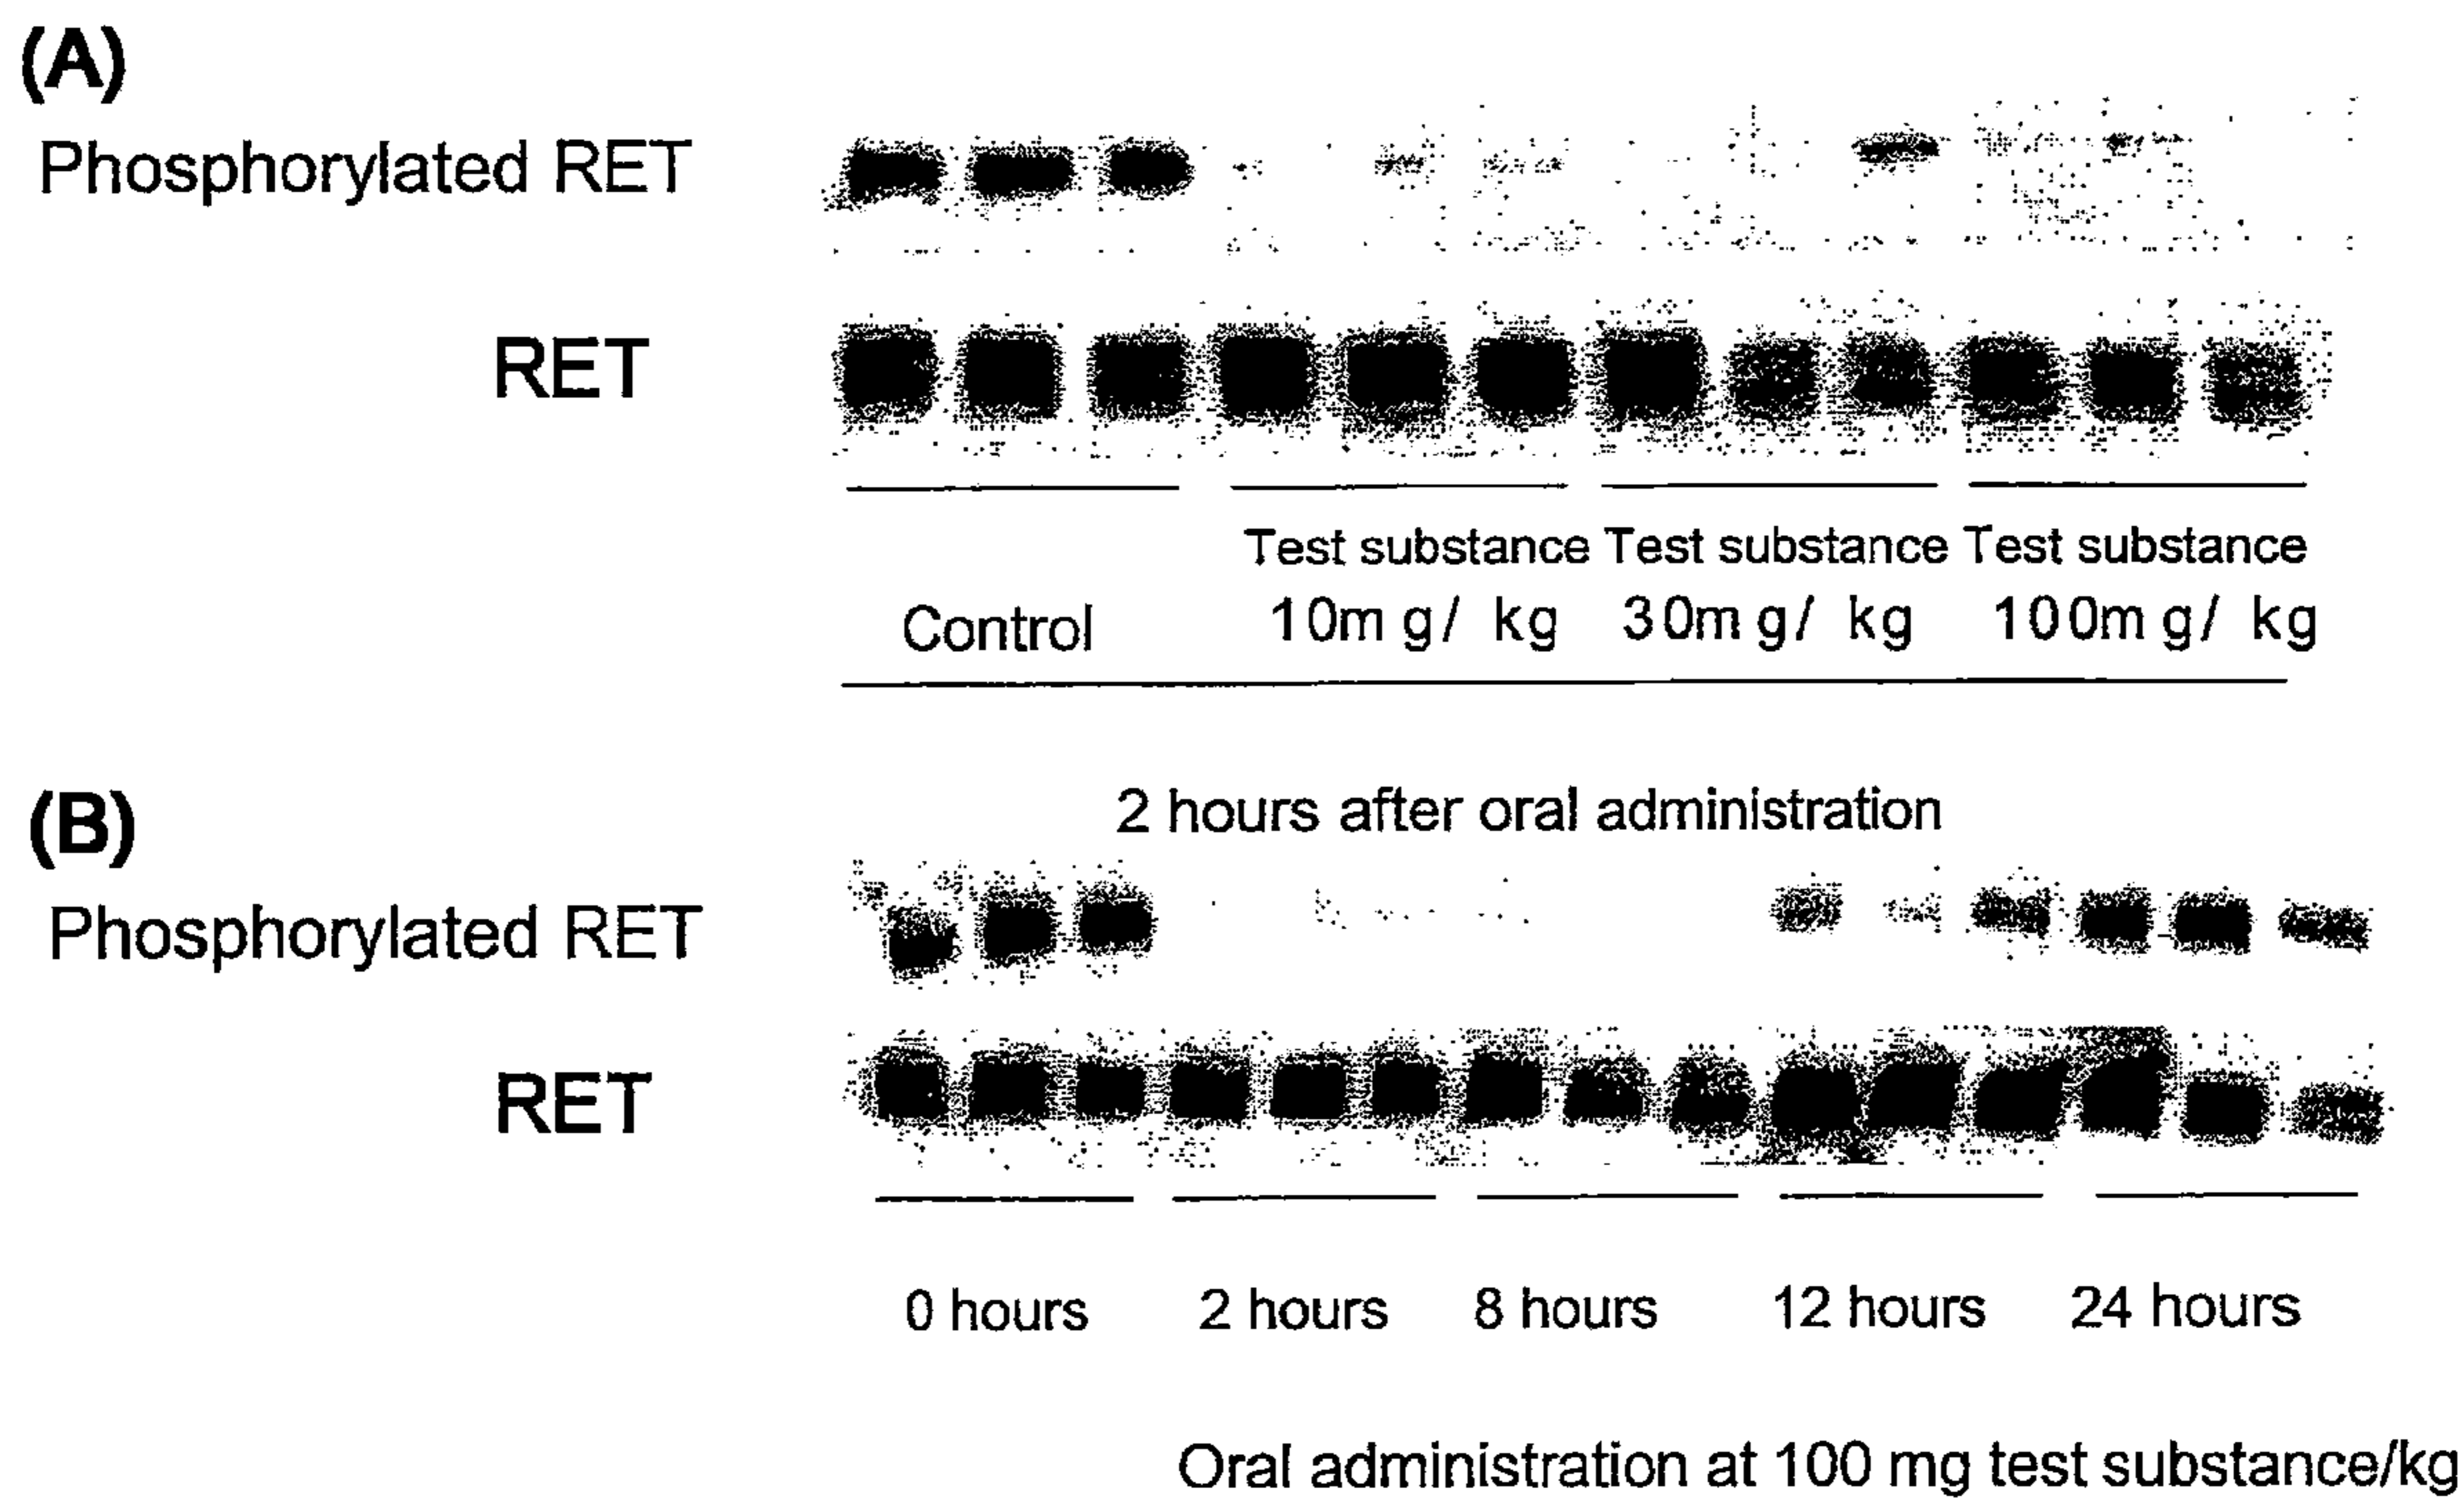 (A)
Phosphorylated RET
RET
Test substance Test substance Test substance
Control 10mg/ kg 30mg/ kg 100mg/ kg
2 hours after oral administration
(B)
Phosphorylated RET
RET
0 hours 2 hours 8 hours 12 hours 24 hours
Oral administration at 100 mg test substance/kg